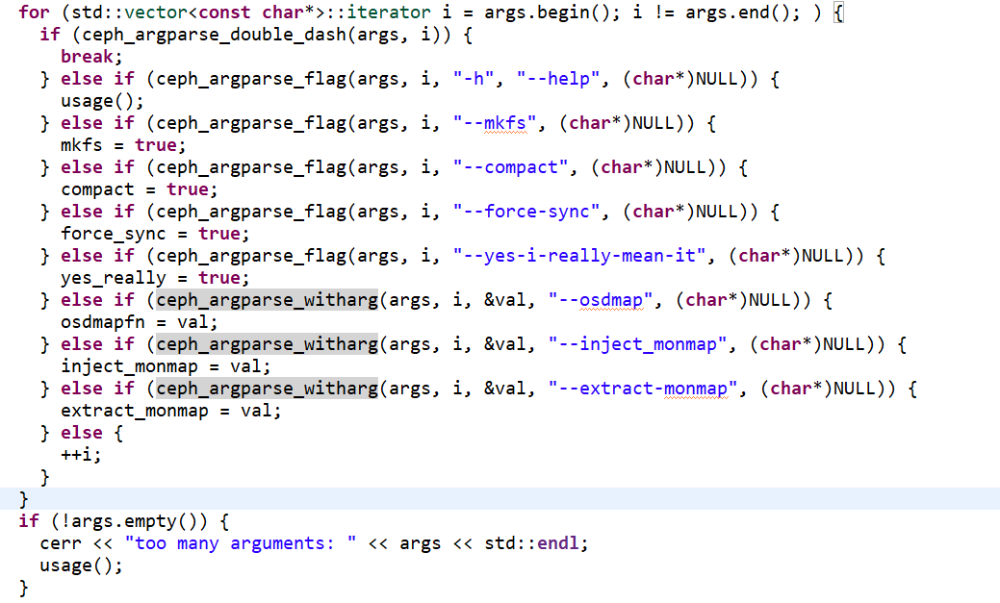 for (std::vector<const char*>::iterator i = args.begin(); i != args.end(); ) {
  if (ceph_argparse_double_dash(args, i)) {
    break;
  } else if (ceph_argparse_flag(args, i, "-h", "--help", (char*)NULL)) {
    usage();
  } else if (ceph_argparse_flag(args, i, "--mkfs", (char*)NULL)) {
    mkfs = true;
  } else if (ceph_argparse_flag(args, i, "--compact", (char*)NULL)) {
    compact = true;
  } else if (ceph_argparse_flag(args, i, "--force-sync", (char*)NULL)) {
    force_sync = true;
  } else if (ceph_argparse_flag(args, i, "--yes-i-really-mean-it", (char*)NULL)) {
    yes_really = true;
  } else if (ceph_argparse_witharg(args, i, &val, "--osdmap", (char*)NULL)) {
    osdmapfn = val;
  } else if (ceph_argparse_witharg(args, i, &val, "--inject_monmap", (char*)NULL)) {
    inject_monmap = val;
  } else if (ceph_argparse_witharg(args, i, &val, "--extract-monmap", (char*)NULL)) {
    extract_monmap = val;
  } else {
    ++i;
  }
}
if (!args.empty()) {
  cerr << "too many arguments: " << args << std::endl;
  usage();
}